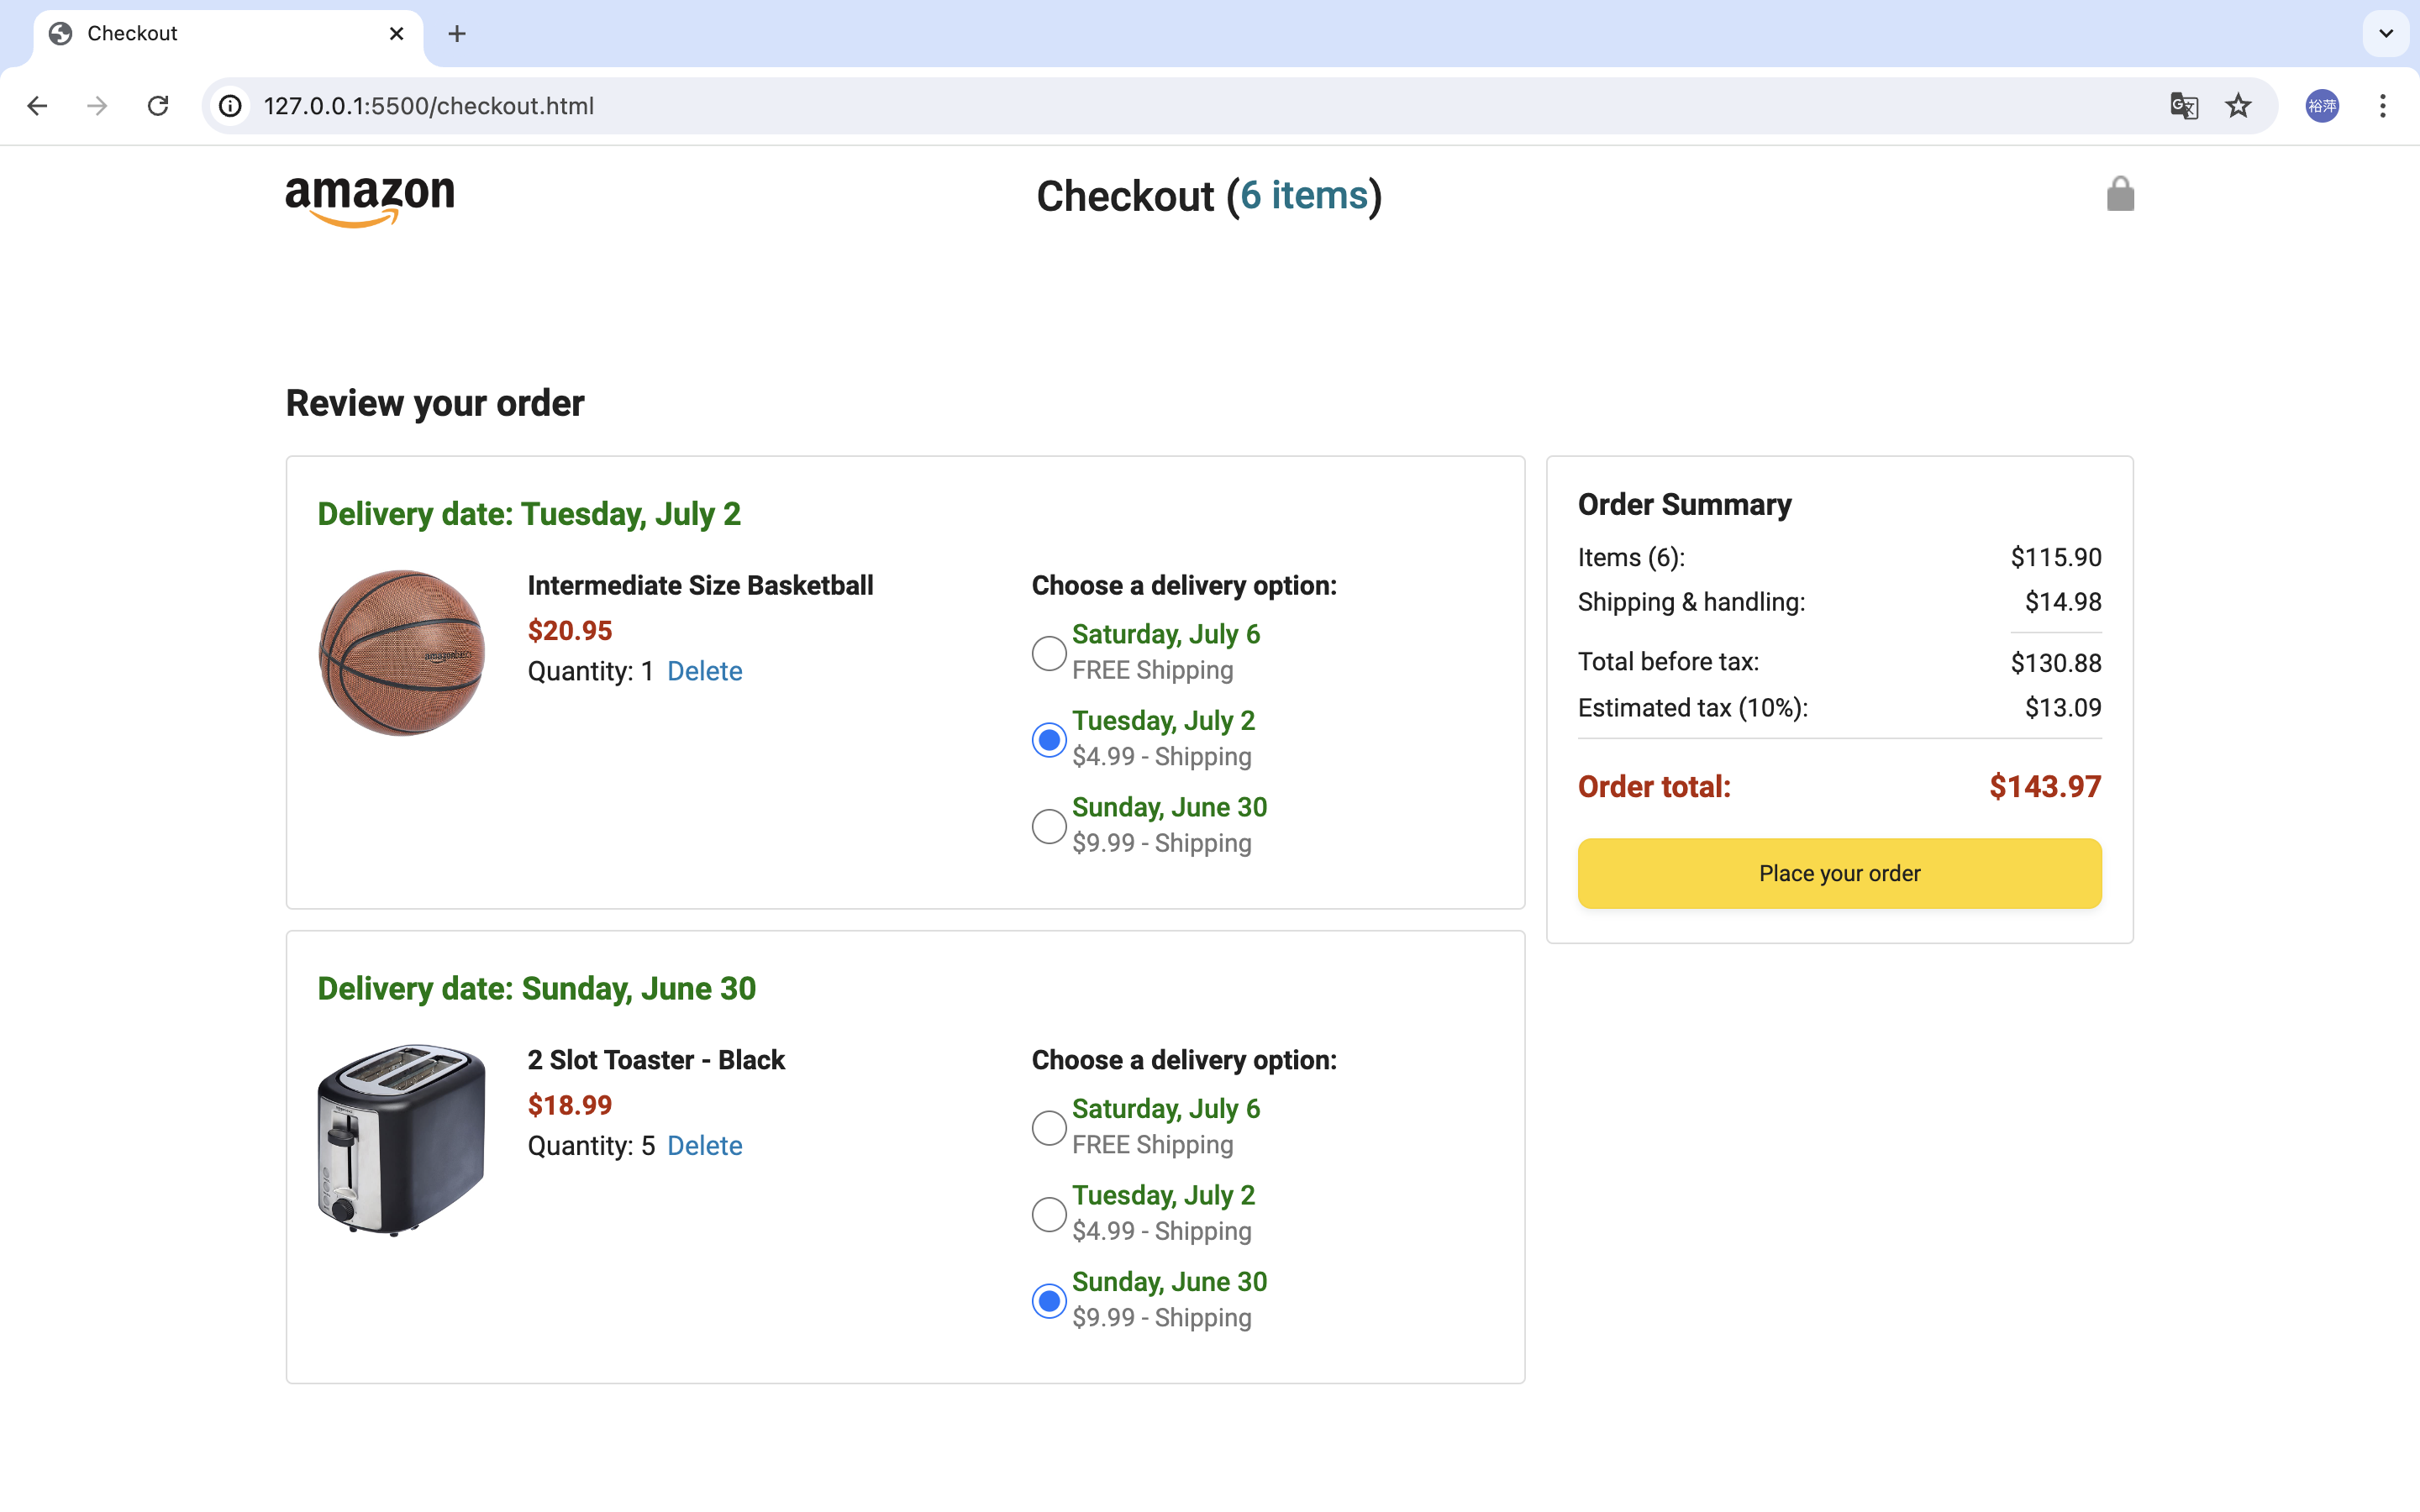 Checkout
127.0.0.1:5500/checkout.html
裕萍
amazon
Checkout (6 items)
Review your order
Delivery date: Tuesday, July 2
Intermediate Size Basketball
$20.95
Quantity: 1 Delete
Choose a delivery option:
Saturday, July 6
FREE Shipping
Tuesday, July 2
$4.99 - Shipping
Sunday, June 30
$9.99 - Shipping
Delivery date: Sunday, June 30
2 Slot Toaster - Black
$18.99
Quantity: 5 Delete
Choose a delivery option:
Saturday, July 6
FREE Shipping
Tuesday, July 2
$4.99 - Shipping
Sunday, June 30
$9.99 - Shipping
Order Summary
Items (6): $115.90
Shipping & handling: $14.98
Total before tax: $130.88
Estimated tax (10%): $13.09
Order total: $143.97
Place your order